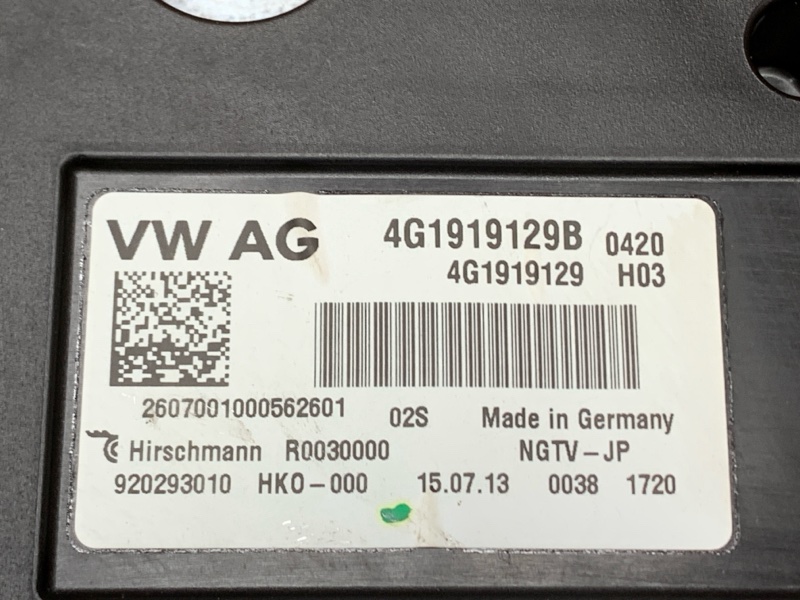 VW AG 4G1919129B 0420
4G1919129 H03
2607001000562601 02S Made in Germany
Hirschmann R0030000 NGTV-JP
920293010 HKO-000 15.07.13 0038 1720